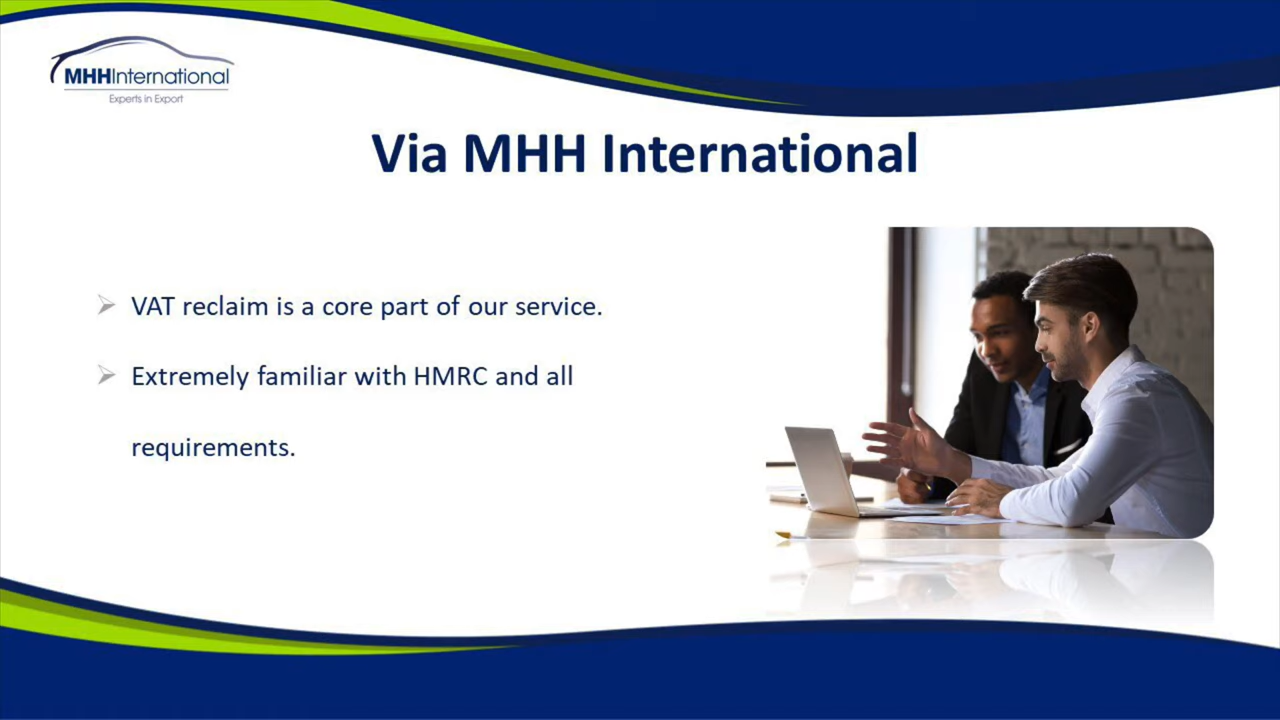 MHHInternational
Experts in Export
Via MHH International
VAT reclaim is a core part of our service.
Extremely familiar with HMRC and all
requirements.